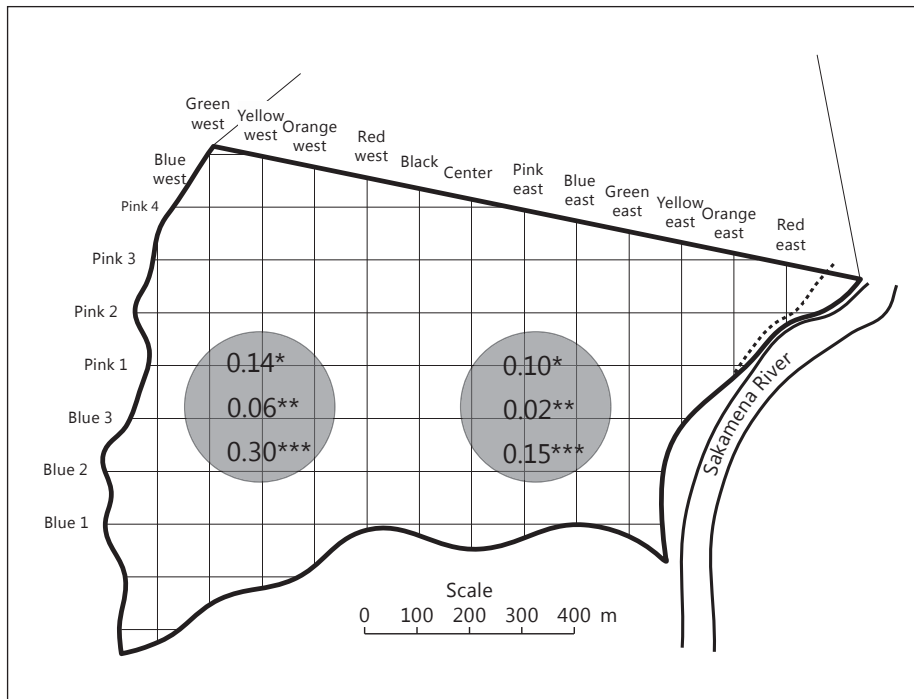 Green
west
Yellow
west
Orange
west
Red
west
Black
Center
Pink
east
Blue
east
Green
east
Yellow
east
Orange
east
Red
east
Blue
west
Pink 4
Pink 3
Pink 2
Pink 1
Blue 3
Blue 2
Blue 1
0.14*
0.06**
0.30***
0.10*
0.02**
0.15***
Sakamena River
Scale
0 100 200 300 400 m